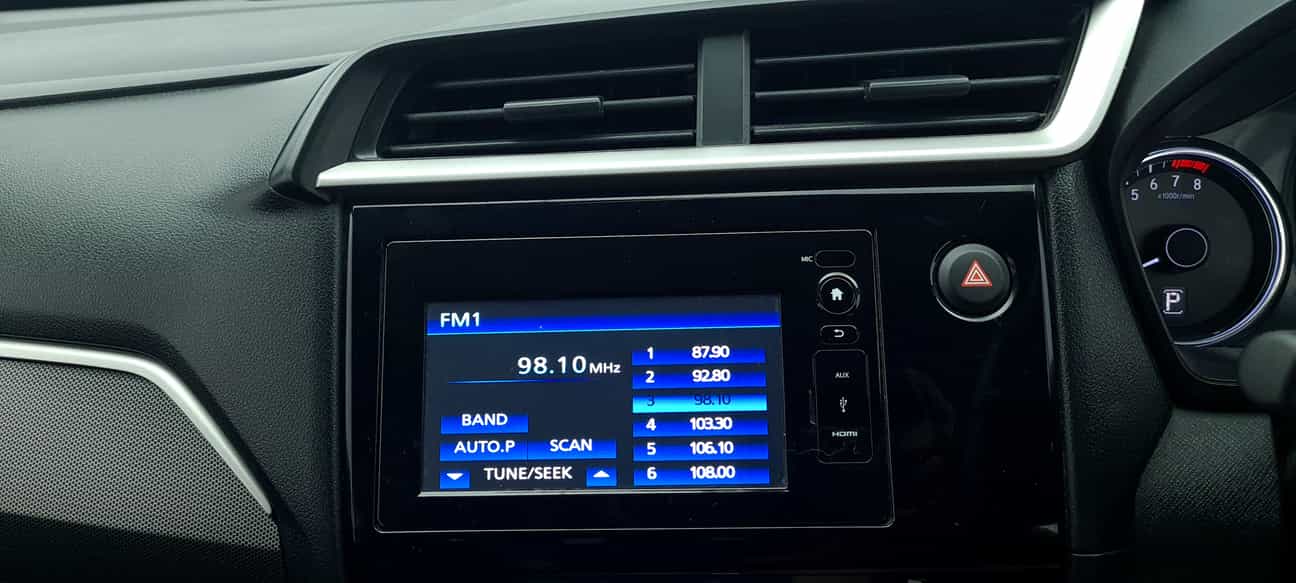 FM1
98.10 MHz
BAND
AUTO.P SCAN
TUNE/SEEK
1 87.90
2 92.80
3 98.10
4 103.30
5 106.10
6 108.00
MIC
AUX
HDMI
5 6 7 8
x1000r/min
P